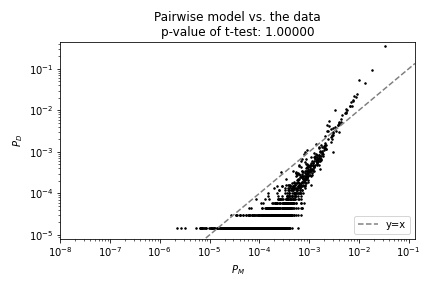 Pairwise model vs. the data
p-value of t-test: 1.00000
P_D
10⁻¹
10⁻²
10⁻³
10⁻⁴
10⁻⁵
y=x
10⁻⁸ 10⁻⁷ 10⁻⁶ 10⁻⁵ 10⁻⁴ 10⁻³ 10⁻² 10⁻¹
P_M